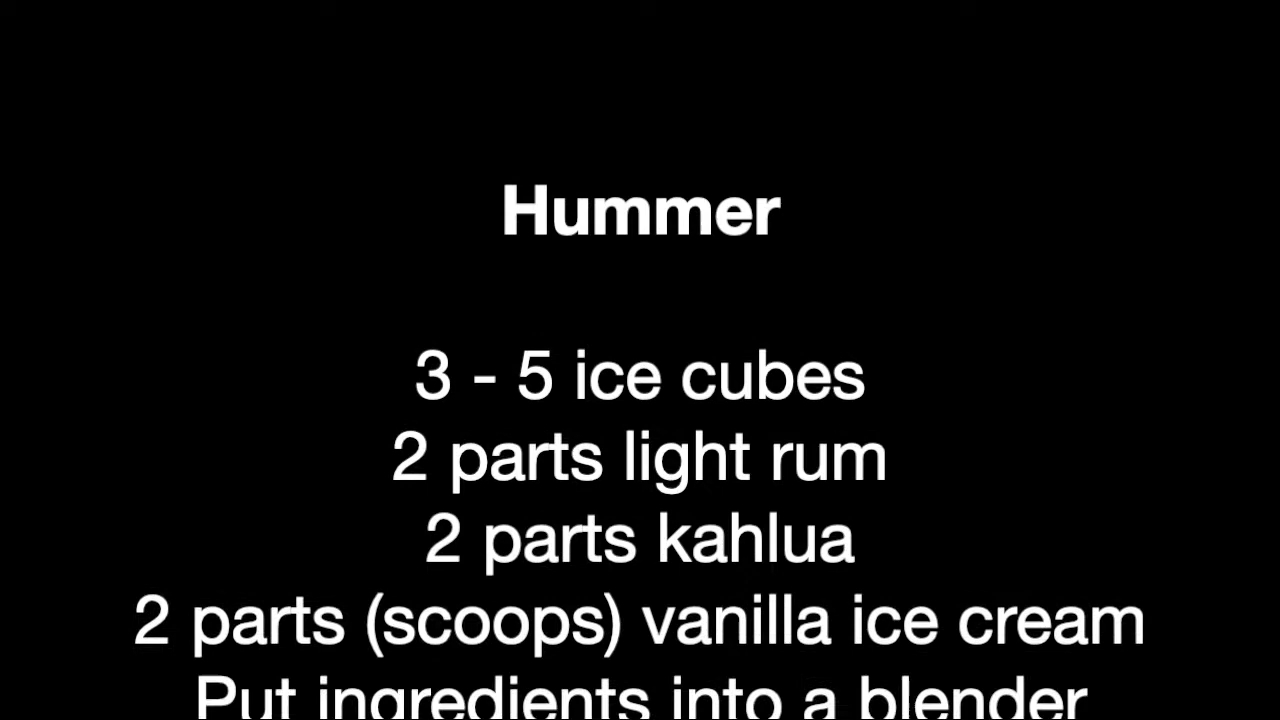 Hummer
3 - 5 ice cubes
2 parts light rum
2 parts kahlua
2 parts (scoops) vanilla ice cream
Put ingredients into a blender